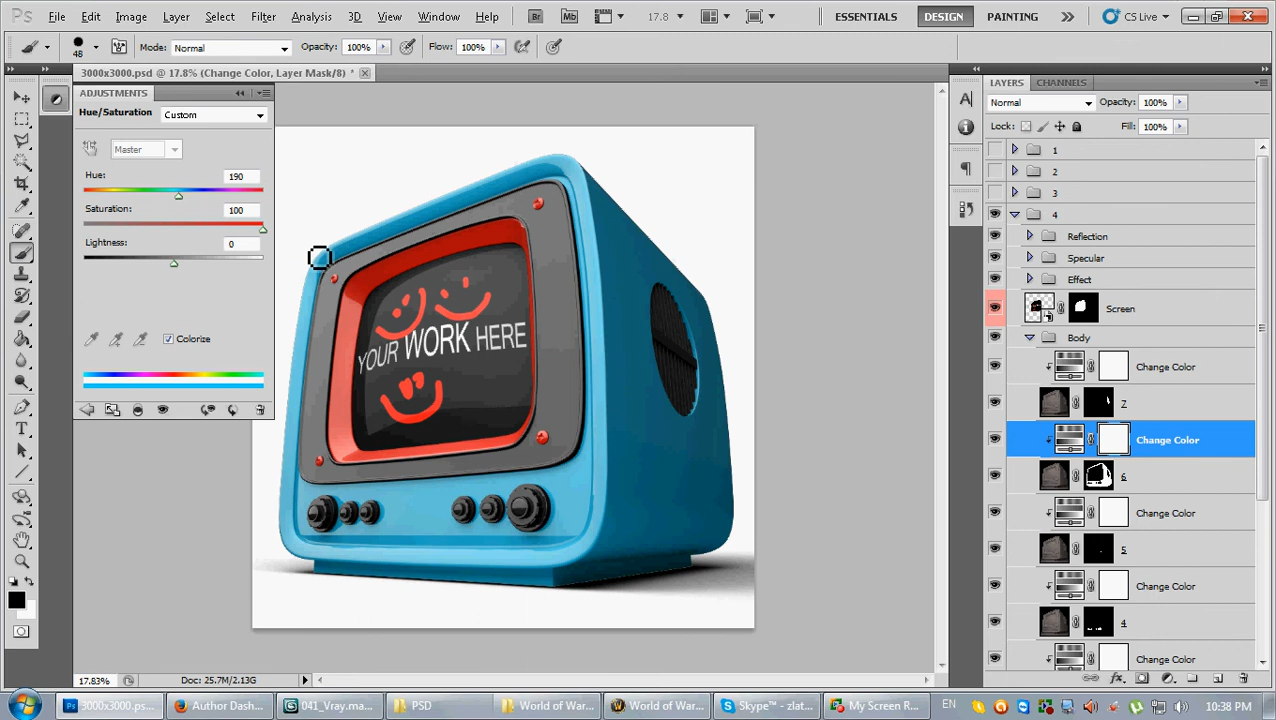 Ps File Edit Image Layer Select Filter Analysis 3D View Window Help Br Mb 17.8 ESSENTIALS DESIGN PAINTING CS Live
48 Mode: Normal Opacity: 100% Flow: 100%
3000x3000.psd @ 17.8% (Change Color, Layer Mask/8) *
ADJUSTMENTS
Hue/Saturation Custom
Master
Hue: 190
Saturation: 100
Lightness: 0
Colorize
YOUR WORK HERE
LAYERS CHANNELS
Normal Opacity: 100%
Lock: Fill: 100%
1
2
3
4
Reflection
Specular
Effect
Screen
Body
Change Color
7
Change Color
6
Change Color
5
Change Color
4
Change Color
17.83% Doc: 25.7M/2.13G
3000x3000.psd ... Author Dash... 041_Vray.ma... PSD World of War... World of War... Skype™ - zlat... My Screen R... EN 10:38 PM